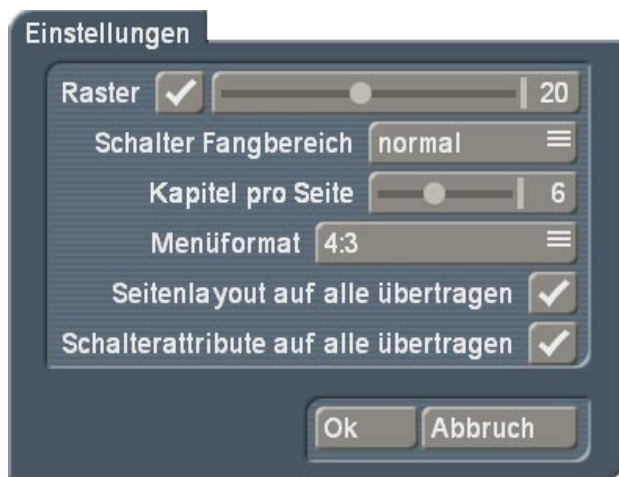 Einstellungen
Raster 20
Schalter Fangbereich normal
Kapitel pro Seite 6
Menüformat 4:3
Seitenlayout auf alle übertragen
Schalterattribute auf alle übertragen
Ok Abbruch